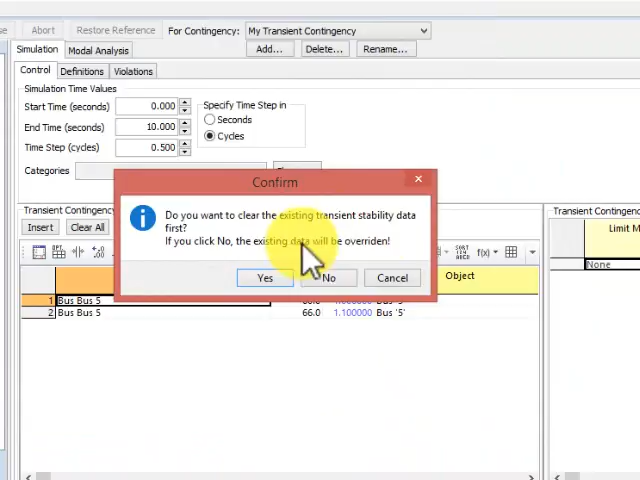 Abort
Restore Reference
For Contingency:
My Transient Contingency
Simulation
Modal Analysis
Add...
Delete...
Rename...
Control
Definitions
Violations
Simulation Time Values
Start Time (seconds)
0.000
End Time (seconds)
10.000
Time Step (cycles)
0.500
Specify Time Step in
Seconds
Cycles
Categories
Transient Contingency
Insert
Clear All
Transient Contingency
Limit M
None
Confirm
Do you want to clear the existing transient stability data
first?
If you click No, the existing data will be overriden!
Yes
No
Cancel
SORT
f(x)
Object
1 Bus Bus 5
Bus '5'
2 Bus Bus 5 66.0 1.100000 Bus '5'